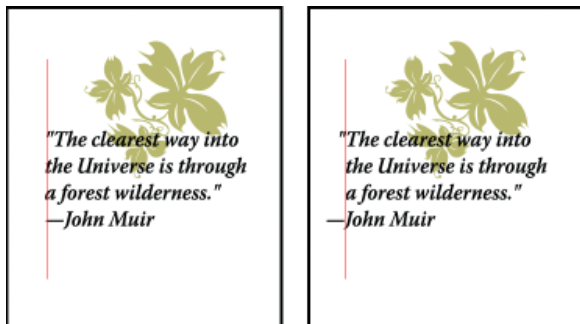 "The clearest way into
the Universe is through
a forest wilderness."
—John Muir
"The clearest way into
the Universe is through
a forest wilderness."
—John Muir